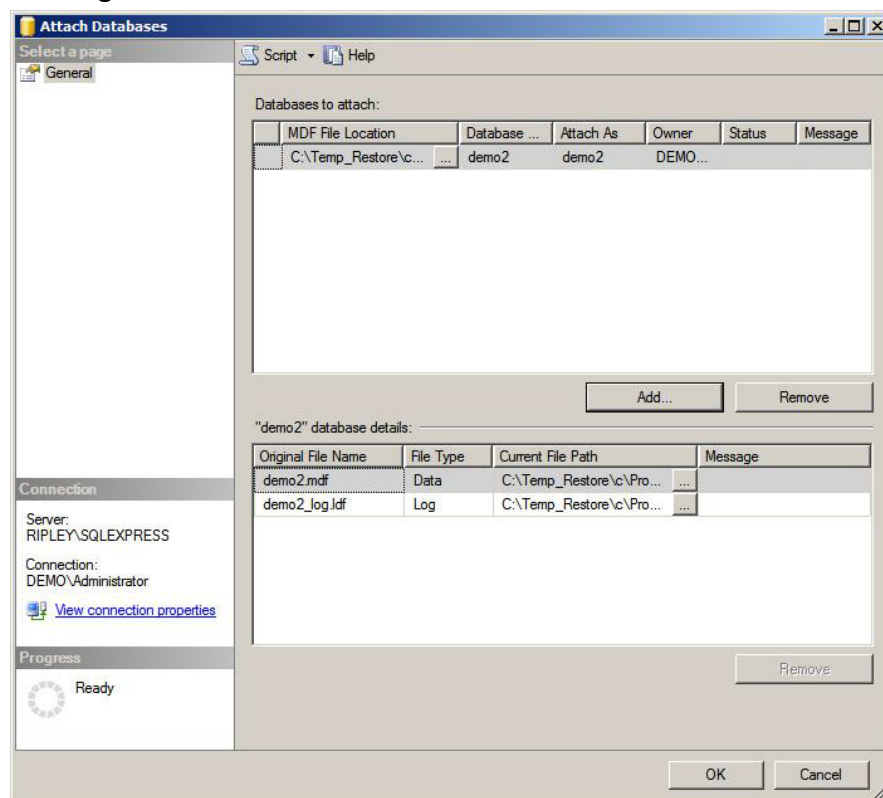 Attach Databases
Select a page
General
Script Help
Databases to attach:
MDF File Location Database ... Attach As Owner Status Message
C:\Temp_Restore\c... ... demo2 demo2 DEMO...
Add... Remove
"demo2" database details:
Original File Name File Type Current File Path Message
demo2.mdf Data C:\Temp_Restore\c\Pro... ...
demo2_log.ldf Log C:\Temp_Restore\c\Pro... ...
Connection
Server:
RIPLEY\SQLEXPRESS
Connection:
DEMO\Administrator
View connection properties
Progress
Ready
Remove
OK Cancel